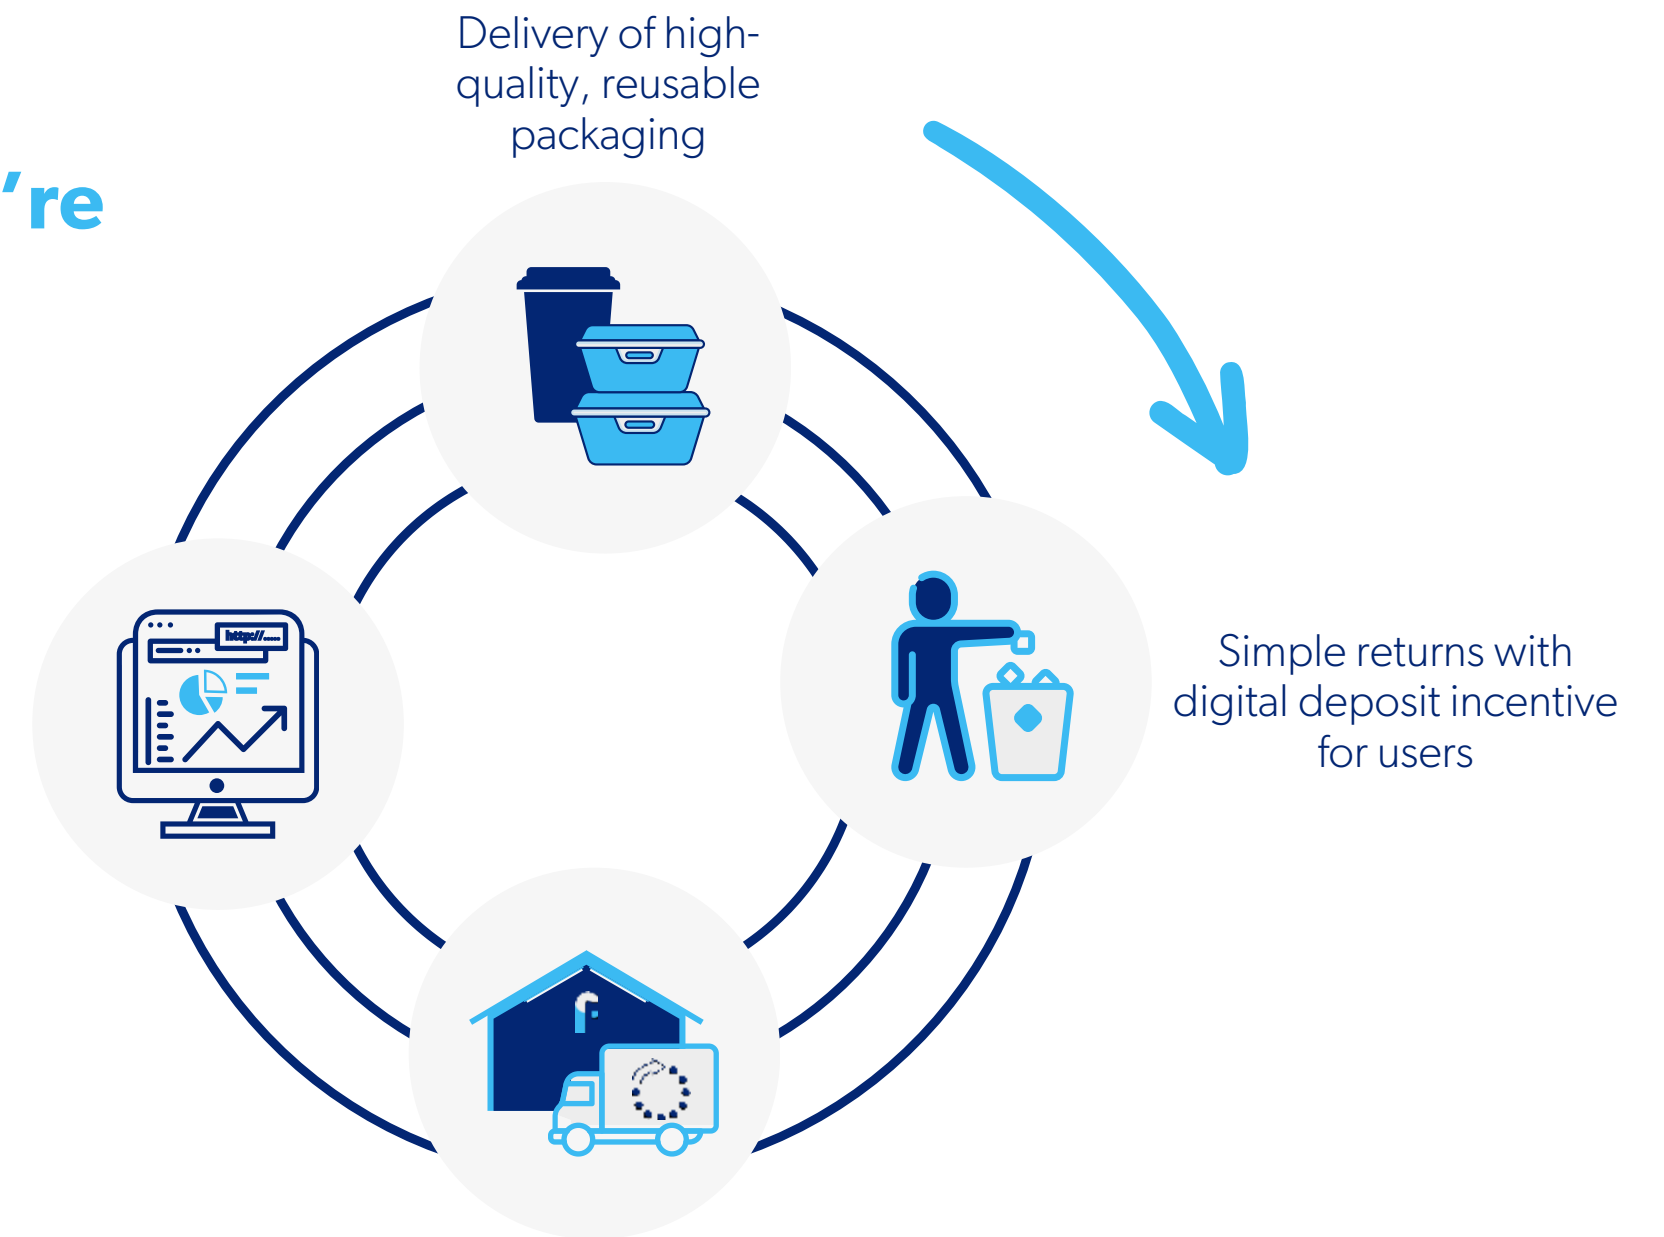 Delivery of high-
quality, reusable
packaging
’re
http://.....
Simple returns with
digital deposit incentive
for users